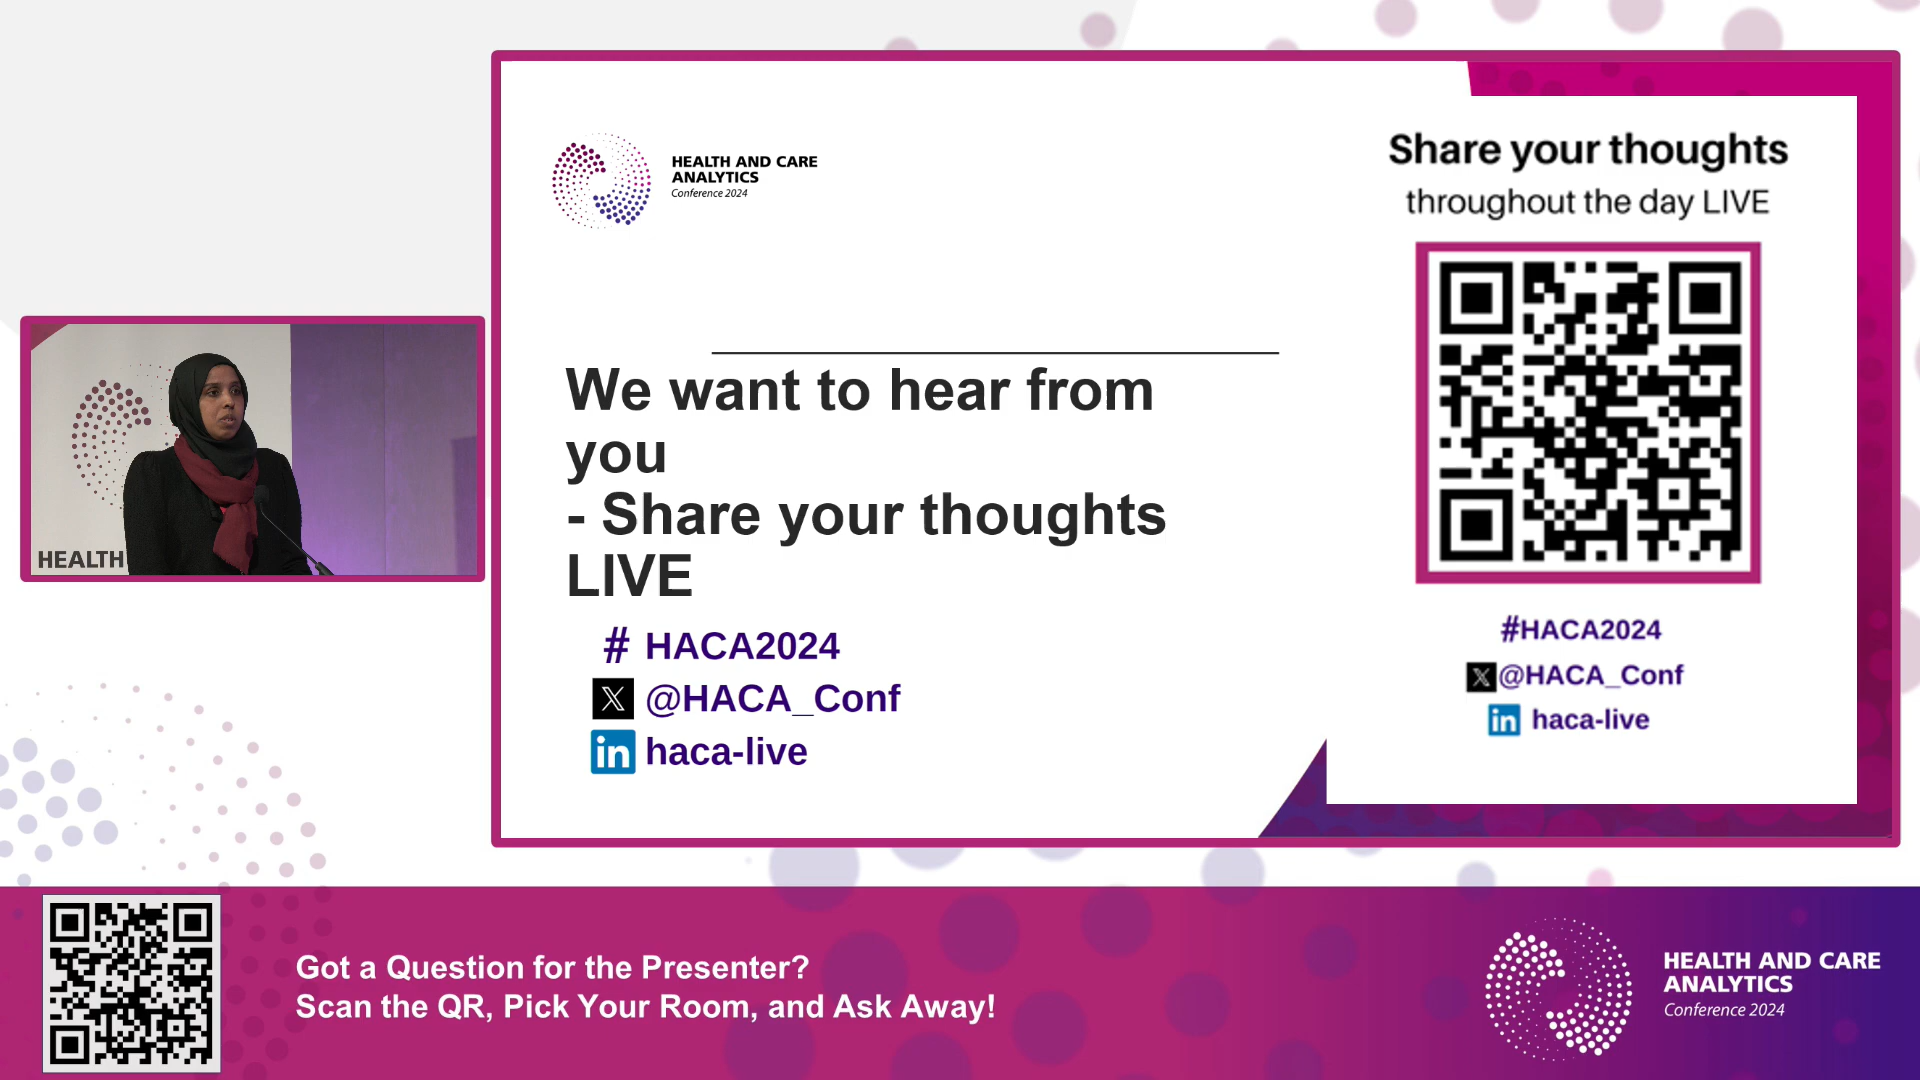 HEALTH AND CARE
ANALYTICS
Conference 2024
We want to hear from
you
- Share your thoughts
LIVE
# HACA2024
@HACA_Conf
in haca-live
Share your thoughts
throughout the day LIVE
#HACA2024
@HACA_Conf
in haca-live
HEALTH
Got a Question for the Presenter?
Scan the QR, Pick Your Room, and Ask Away!
HEALTH AND CARE
ANALYTICS
Conference 2024